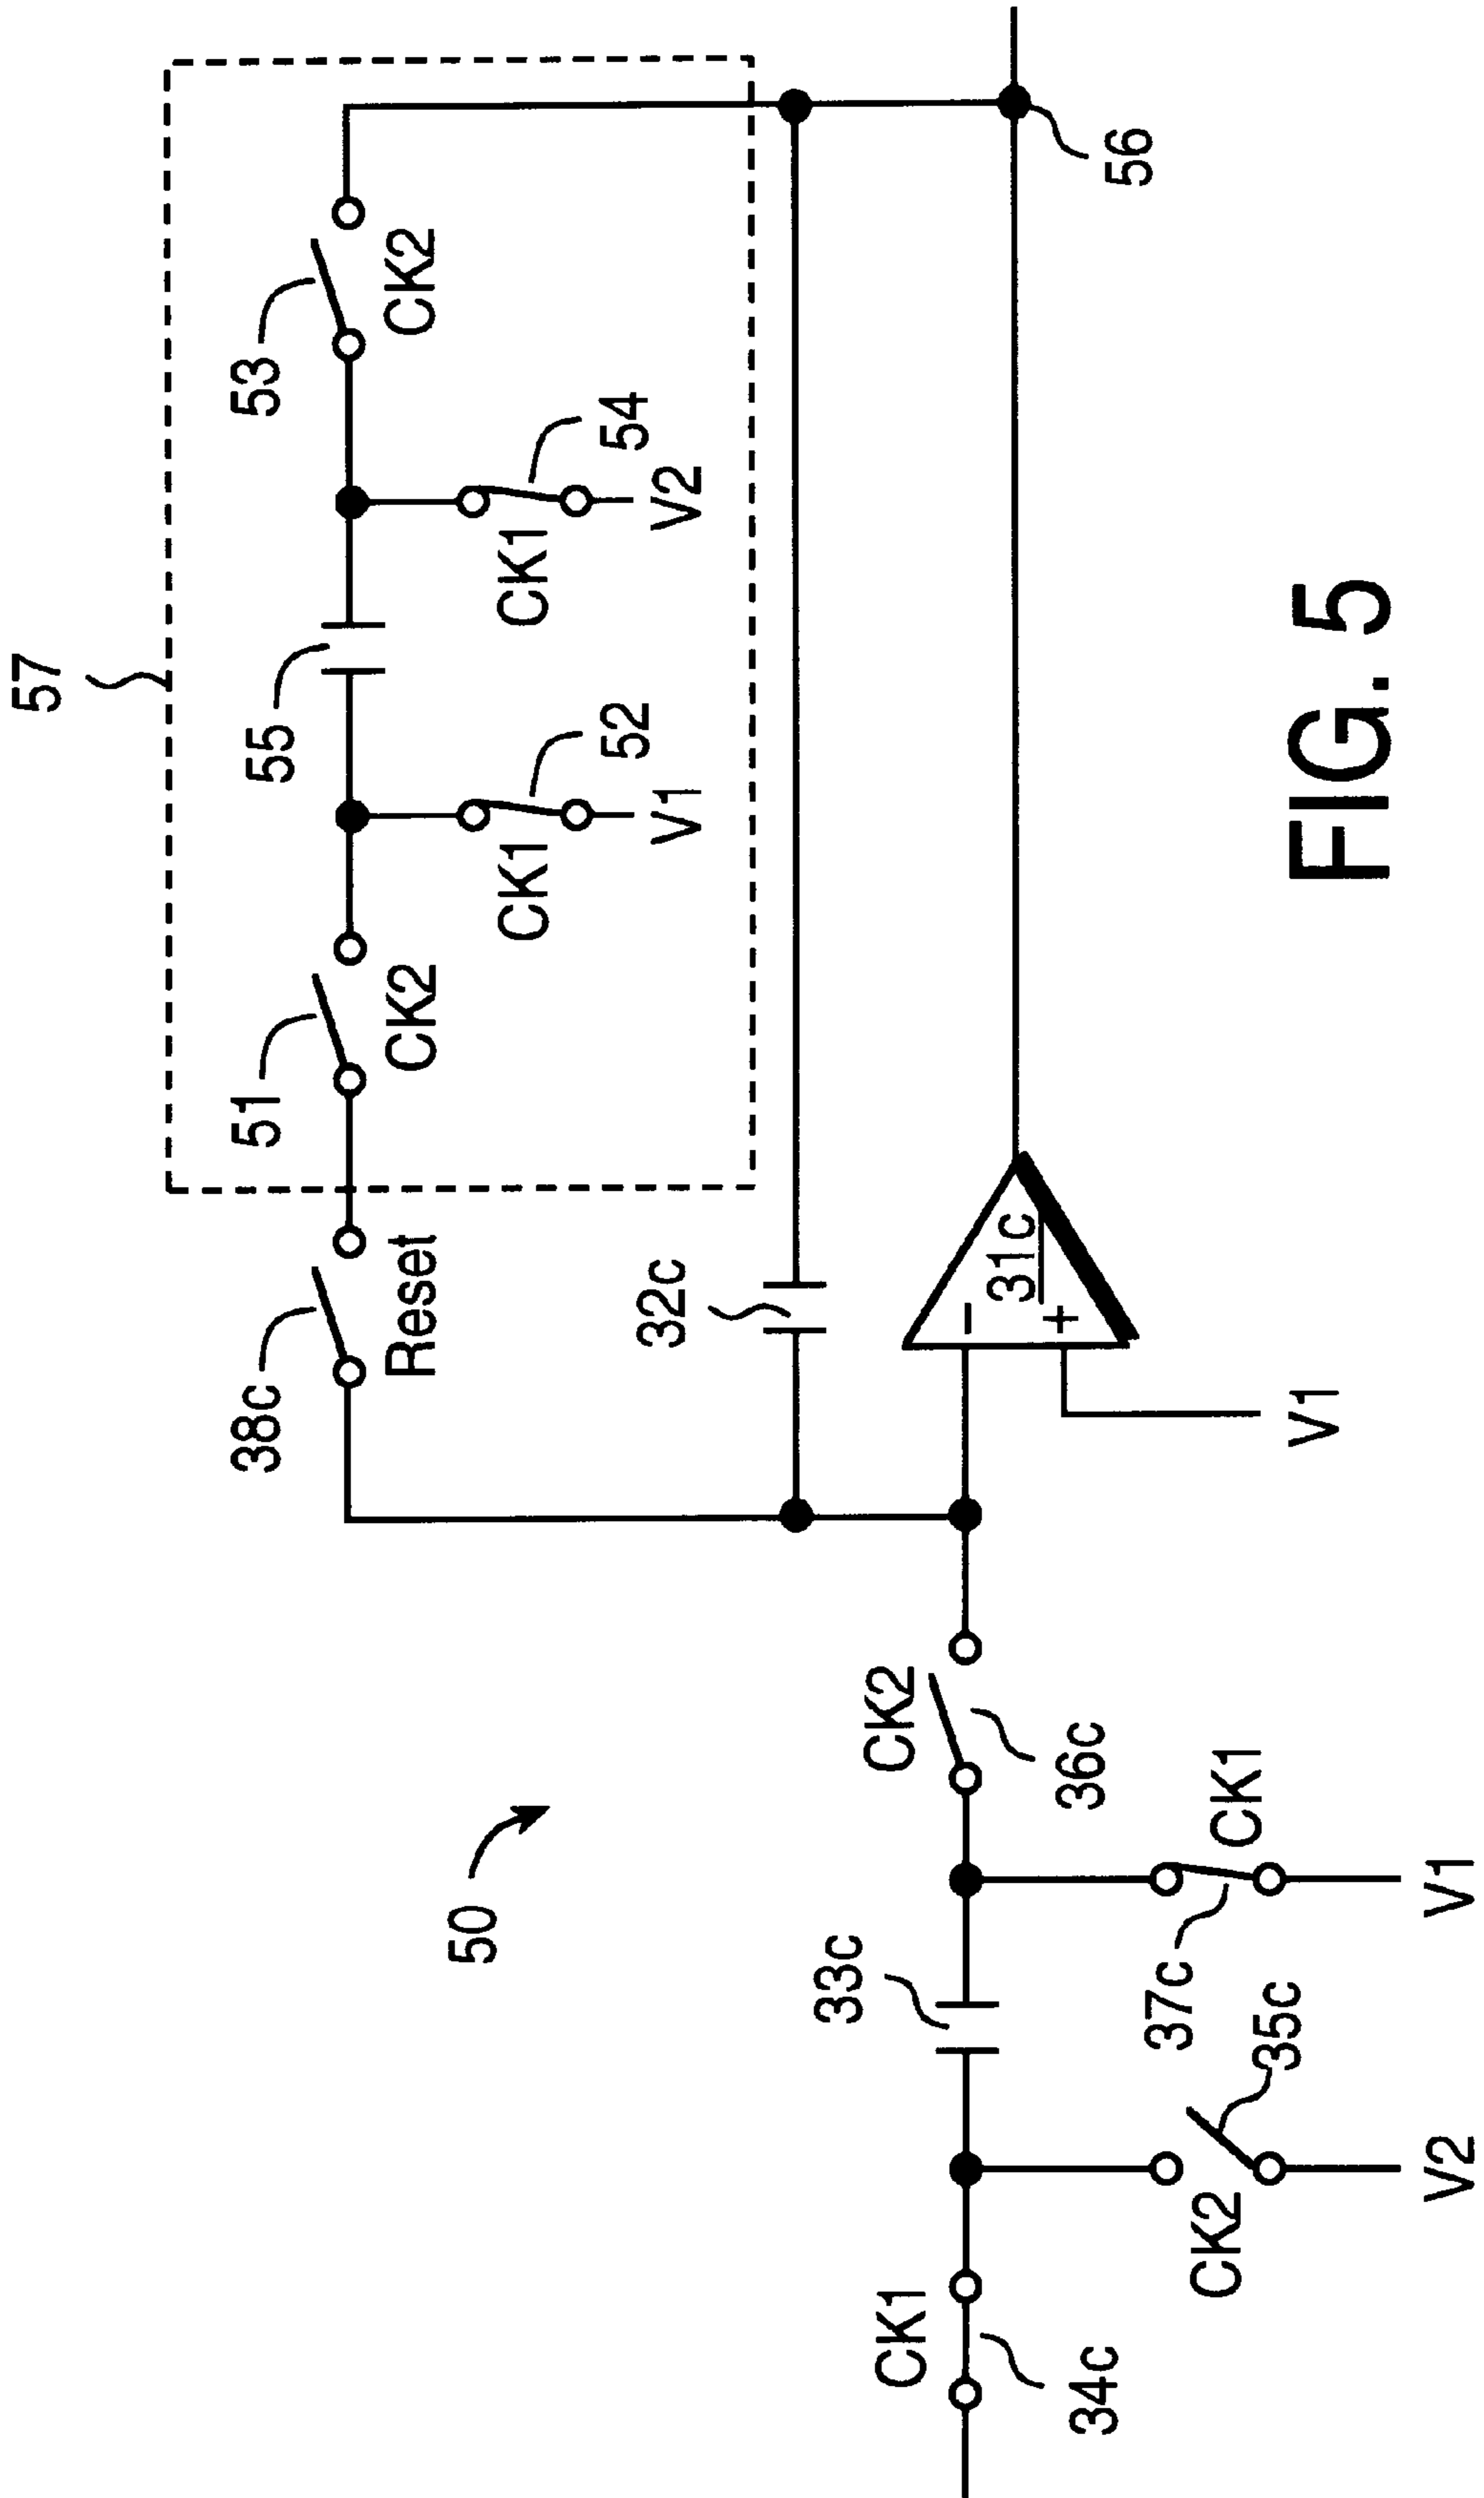 57
53
55
54
51
52
38c
CK2
CK1
V2
CK2
CK1
V1
Reset
32c
56
50
31c
−
+
CK2
33c
36c
V1
CK1
37c
CK1
35c
34c
CK2
V1
V2
FIG. 5